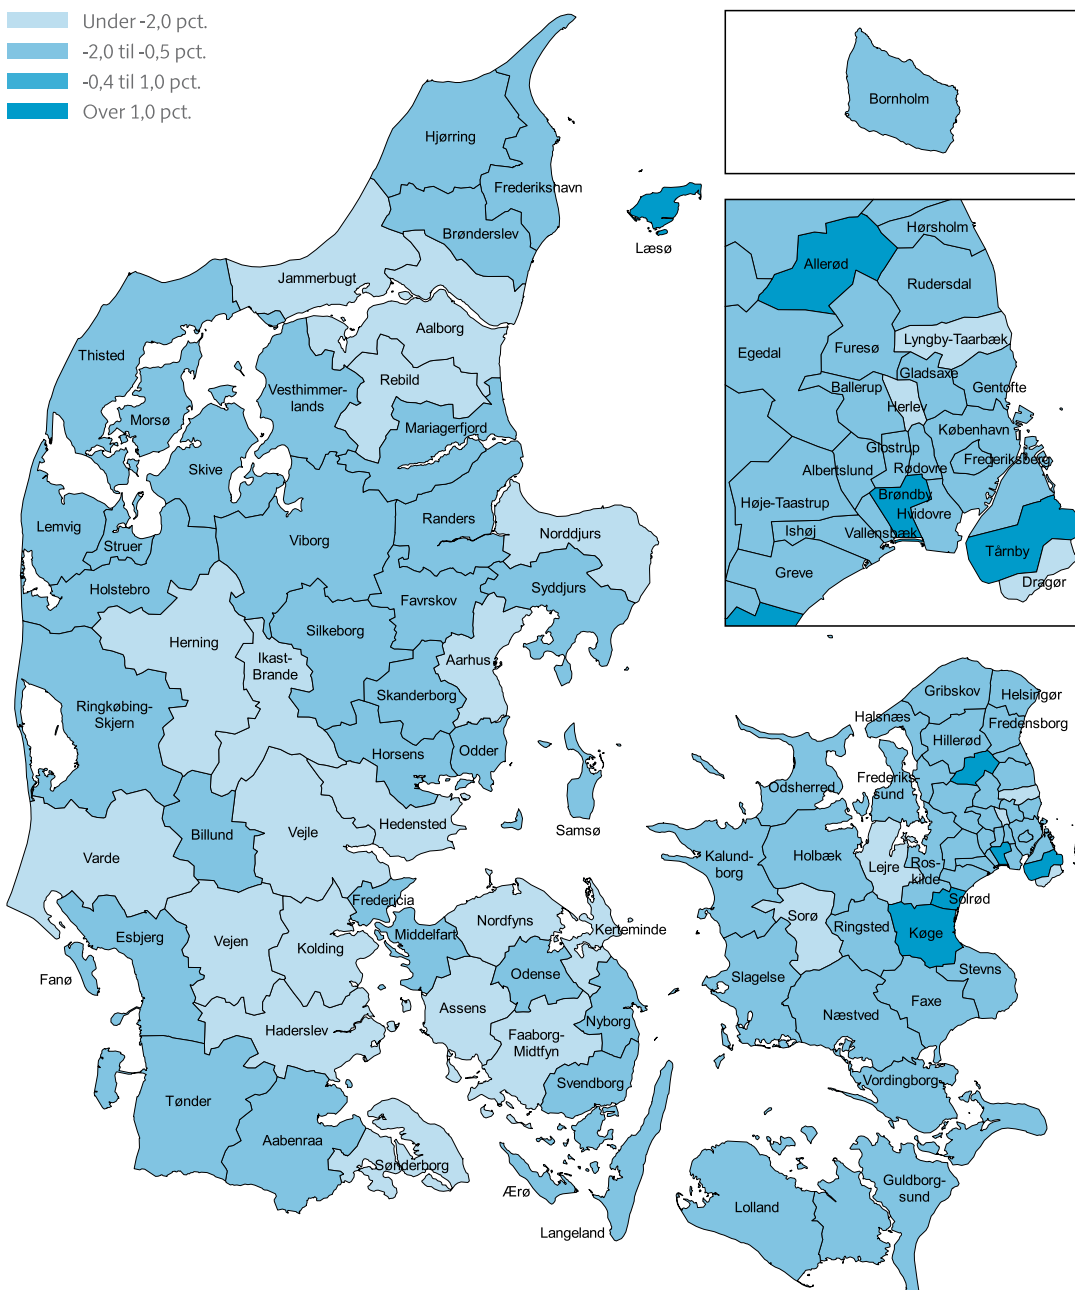 Under -2,0 pct.
-2,0 til -0,5 pct.
-0,4 til 1,0 pct.
Over 1,0 pct.
Bornholm
Hjørring
Frederikshavn
Brønderslev
Læsø
Jammerbugt
Aalborg
Thisted
Rebild
Vesthimmer-
lands
Morsø
Mariagerfjord
Skive
Lemvig
Struer
Viborg
Randers
Norddjurs
Holstebro
Favrskov
Syddjurs
Herning
Silkeborg
Ikast-
Brande
Aarhus
Ringkøbing-
Skjern
Skanderborg
Horsens
Odder
Samsø
Hedensted
Billund
Vejle
Varde
Fredericia
Esbjerg
Vejen
Kolding
Middelfart
Nordfyns
Kerteminde
Fanø
Odense
Assens
Haderslev
Faaborg-
Midtfyn
Nyborg
Svendborg
Tønder
Aabenraa
Sønderborg
Ærø
Langeland
Hørsholm
Allerød
Rudersdal
Egedal
Furesø
Lyngby-Taarbæk
Gladsaxe
Ballerup
Gentofte
Herlev
København
Glostrup
Frederiksberg
Albertslund
Rødovre
Høje-Taastrup
Brøndby
Hvidovre
Ishøj
Vallensbæk
Tårnby
Greve
Dragør
Gribskov
Helsingør
Halsnæs
Fredensborg
Hillerød
Odsherred
Frederiks-
sund
Kalund-
borg
Holbæk
Lejre
Ros-
kilde
Solrød
Sorø
Ringsted
Køge
Slagelse
Stevns
Næstved
Faxe
Vordingborg
Guldborg-
sund
Lolland